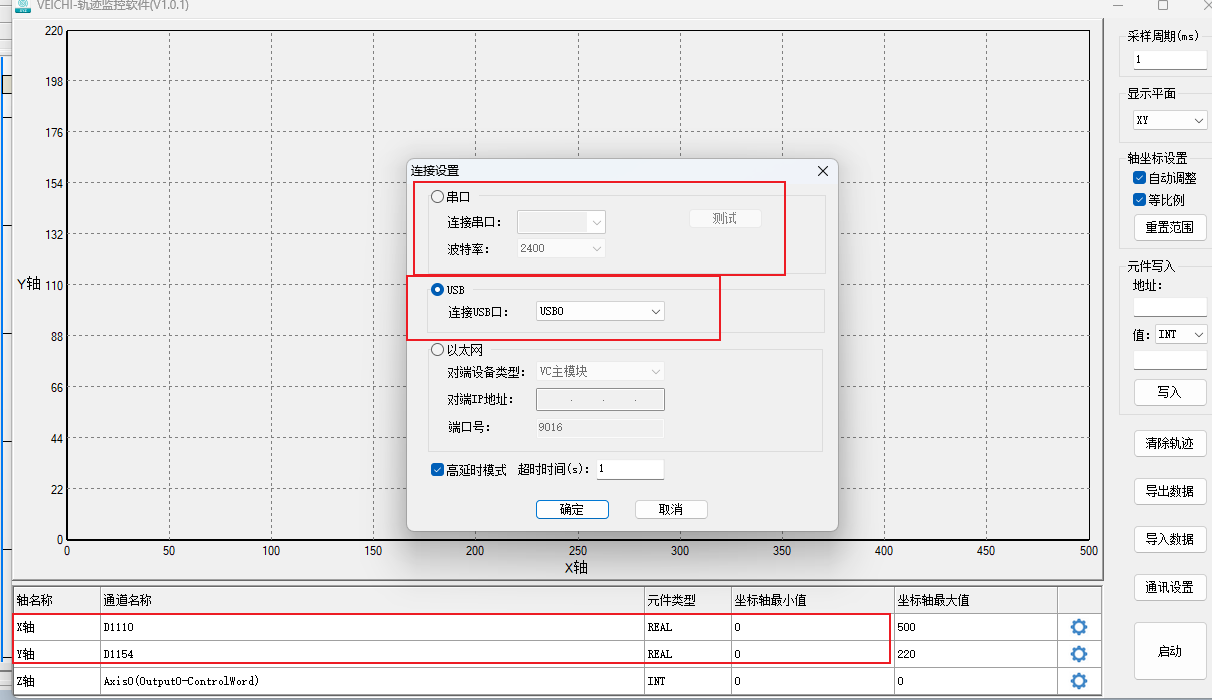 VEICHI-轨迹监控软件(V1.0.1)
220
198
176
154
132
Y轴 110
88
66
44
22
0
0 50 100 150 200 250 300 350 400 450 500
X轴
连接设置
串口
连接串口:
测试
波特率: 2400
USB
连接USB口: USB0
以太网
对端设备类型: VC主模块
对端IP地址: . . .
端口号: 9016
高延时模式 超时时间(s): 1
确定 取消
采样周期(ms)
1
显示平面
XY
轴坐标设置
自动调整
等比例
重置范围
元件写入
地址:
值: INT
写入
清除轨迹
导出数据
导入数据
通讯设置
启动
轴名称 通道名称 元件类型 坐标轴最小值 坐标轴最大值
X轴 D1110 REAL 0 500
Y轴 D1154 REAL 0 220
Z轴 Axis0(Output0-ControlWord) INT 0 0